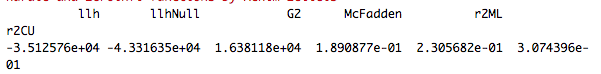 llh llhNull G2 McFadden r2ML
r2CU
-3.512576e+04 -4.331635e+04 1.638118e+04 1.890877e-01 2.305682e-01 3.074396e-
01